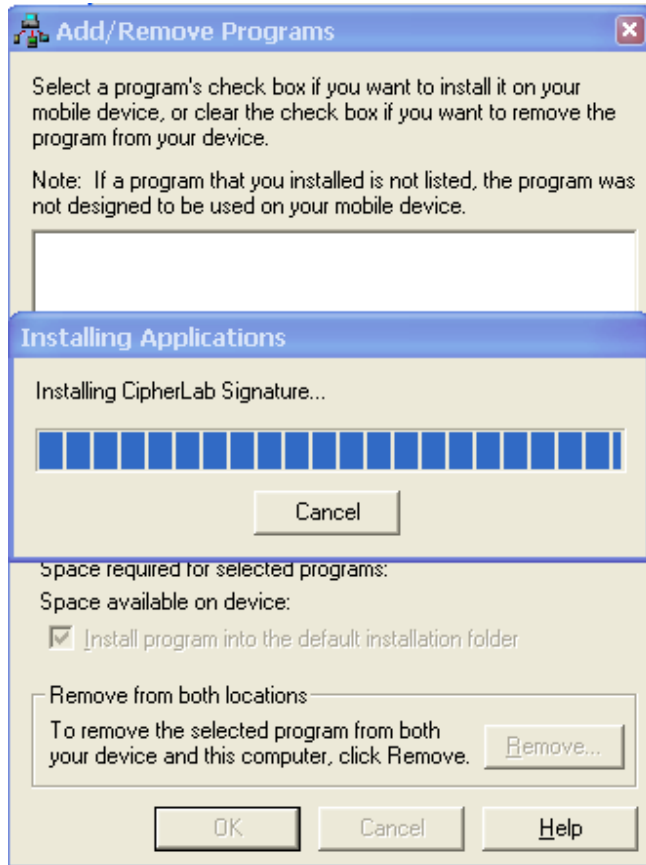 Add/Remove Programs
Select a program's check box if you want to install it on your
mobile device, or clear the check box if you want to remove the
program from your device.
Note: If a program that you installed is not listed, the program was
not designed to be used on your mobile device.
Installing Applications
Installing CipherLab Signature...
Cancel
Space required for selected programs:
Space available on device:
Install program into the default installation folder
Remove from both locations
To remove the selected program from both
your device and this computer, click Remove.
Remove...
OK
Cancel
Help